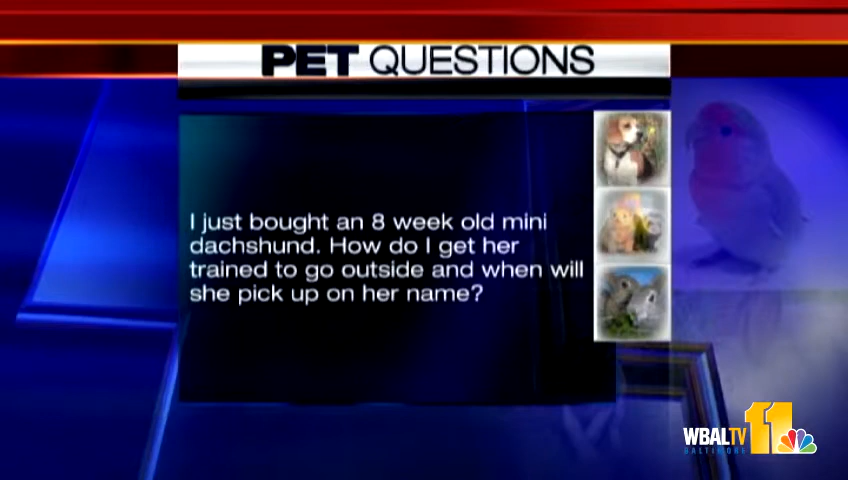 PET QUESTIONS
I just bought an 8 week old mini
dachshund. How do I get her
trained to go outside and when will
she pick up on her name?
WBALTV 11
BALTIMORE